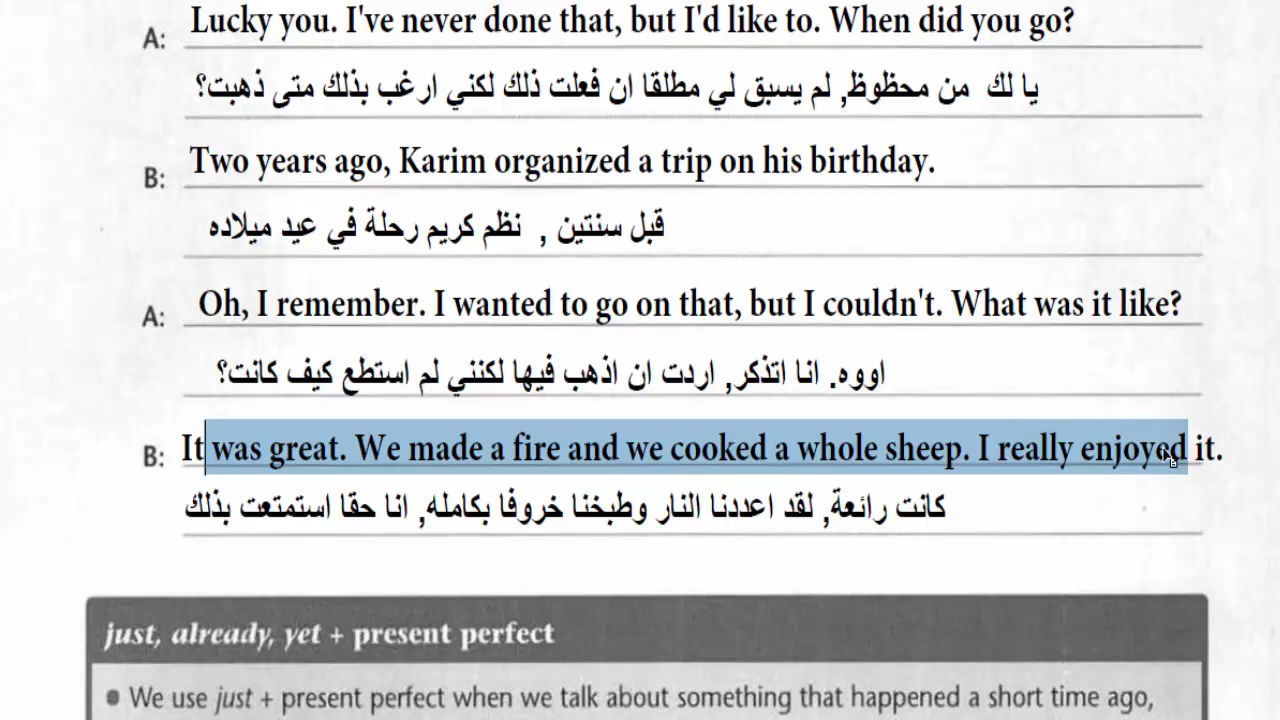 A: Lucky you. I've never done that, but I'd like to. When did you go?
يا لك من محظوظ, لم يسبق لي مطلقا ان فعلت ذلك لكني ارغب بذلك متى ذهبت؟
B: Two years ago, Karim organized a trip on his birthday.
قبل سنتين , نظم كريم رحلة في عيد ميلاده
A: Oh, I remember. I wanted to go on that, but I couldn't. What was it like?
اووه. انا اتذكر, اردت ان اذهب فيها لكنني لم استطع كيف كانت؟
B: It was great. We made a fire and we cooked a whole sheep. I really enjoyed it.
كانت رائعة, لقد اعددنا النار وطبخنا خروفا بكامله, انا حقا استمتعت بذلك
just, already, yet + present perfect
● We use just + present perfect when we talk about something that happened a short time ago,